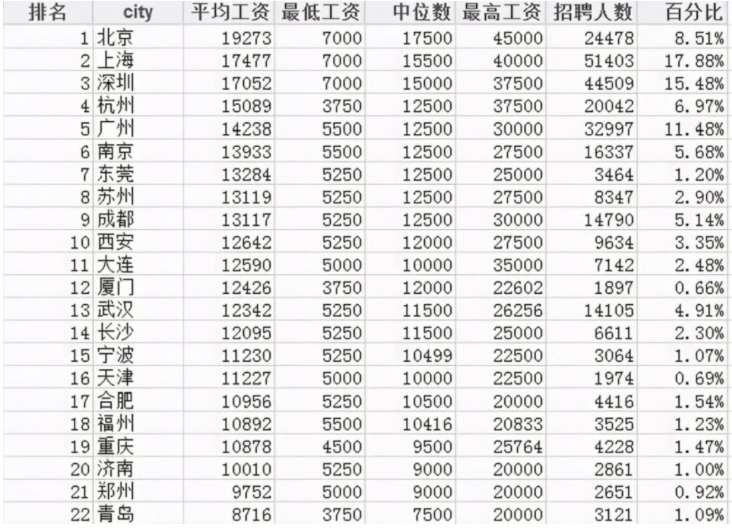 排名 city 平均工资 最低工资 中位数 最高工资 招聘人数 百分比
1 北京 19273 7000 17500 45000 24478 8.51%
2 上海 17477 7000 15500 40000 51403 17.88%
3 深圳 17052 7000 15000 37500 44509 15.48%
4 杭州 15089 3750 12500 37500 20042 6.97%
5 广州 14238 5500 12500 30000 32997 11.48%
6 南京 13933 5500 12500 27500 16337 5.68%
7 东莞 13284 5250 12500 25000 3464 1.20%
8 苏州 13119 5250 12500 27500 8347 2.90%
9 成都 13117 5250 12500 30000 14790 5.14%
10 西安 12642 5250 12000 27500 9634 3.35%
11 大连 12590 5000 10000 35000 7142 2.48%
12 厦门 12426 3750 12000 22602 1897 0.66%
13 武汉 12342 5250 11500 26256 14105 4.91%
14 长沙 12095 5250 11500 25000 6611 2.30%
15 宁波 11230 5250 10499 22500 3064 1.07%
16 天津 11227 5000 10000 22500 1974 0.69%
17 合肥 10956 5250 10500 20000 4416 1.54%
18 福州 10892 5500 10416 20833 3525 1.23%
19 重庆 10878 4500 9500 25764 4228 1.47%
20 济南 10010 5250 9000 20000 2861 1.00%
21 郑州 9752 5000 9000 20000 2651 0.92%
22 青岛 8716 3750 7500 20000 3121 1.09%